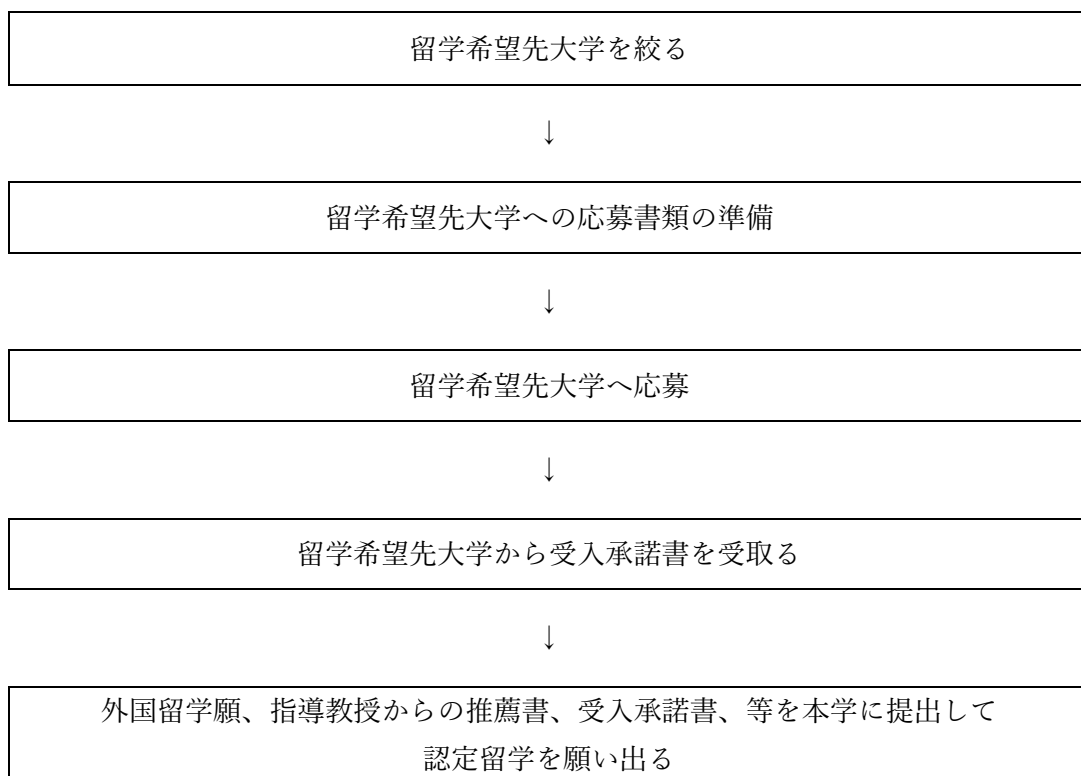 留学希望先大学を絞る
↓
留学希望先大学への応募書類の準備
↓
留学希望先大学へ応募
↓
留学希望先大学から受入承諾書を受取る
↓
外国留学願、指導教授からの推薦書、受入承諾書、等を本学に提出して
認定留学を願い出る